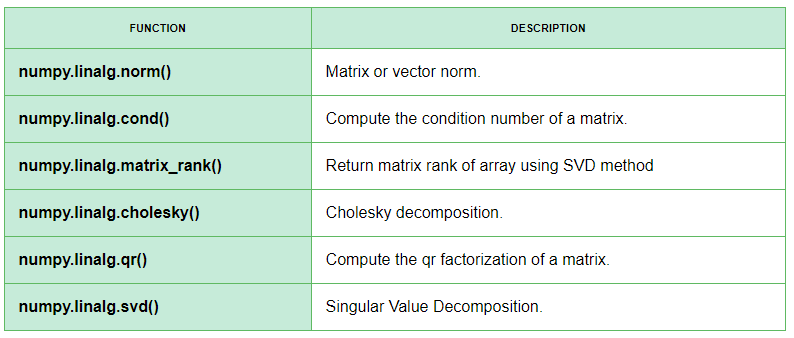 FUNCTION DESCRIPTION
numpy.linalg.norm() Matrix or vector norm.
numpy.linalg.cond() Compute the condition number of a matrix.
numpy.linalg.matrix_rank() Return matrix rank of array using SVD method
numpy.linalg.cholesky() Cholesky decomposition.
numpy.linalg.qr() Compute the qr factorization of a matrix.
numpy.linalg.svd() Singular Value Decomposition.